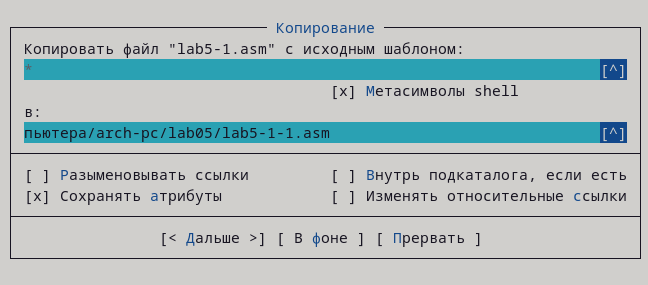 Копирование
Копировать файл "lab5-1.asm" с исходным шаблоном:
* [^]
[x] Метасимволы shell
в:
пьютера/arch-pc/lab05/lab5-1-1.asm [^]
[ ] Разыменовывать ссылки [ ] Внутрь подкаталога, если есть
[x] Сохранять атрибуты [ ] Изменять относительные ссылки
[< Дальше >] [ В фоне ] [ Прервать ]